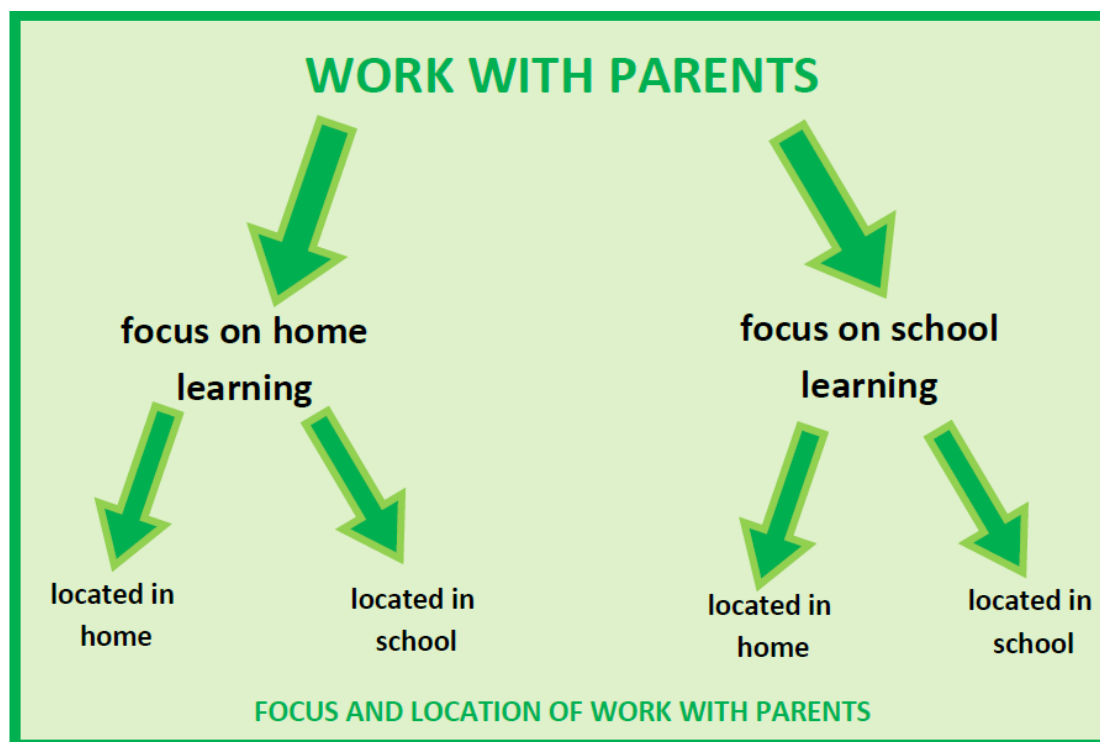 WORK WITH PARENTS
focus on home
learning
focus on school
learning
located in
home
located in
school
located in
home
located in
school
FOCUS AND LOCATION OF WORK WITH PARENTS